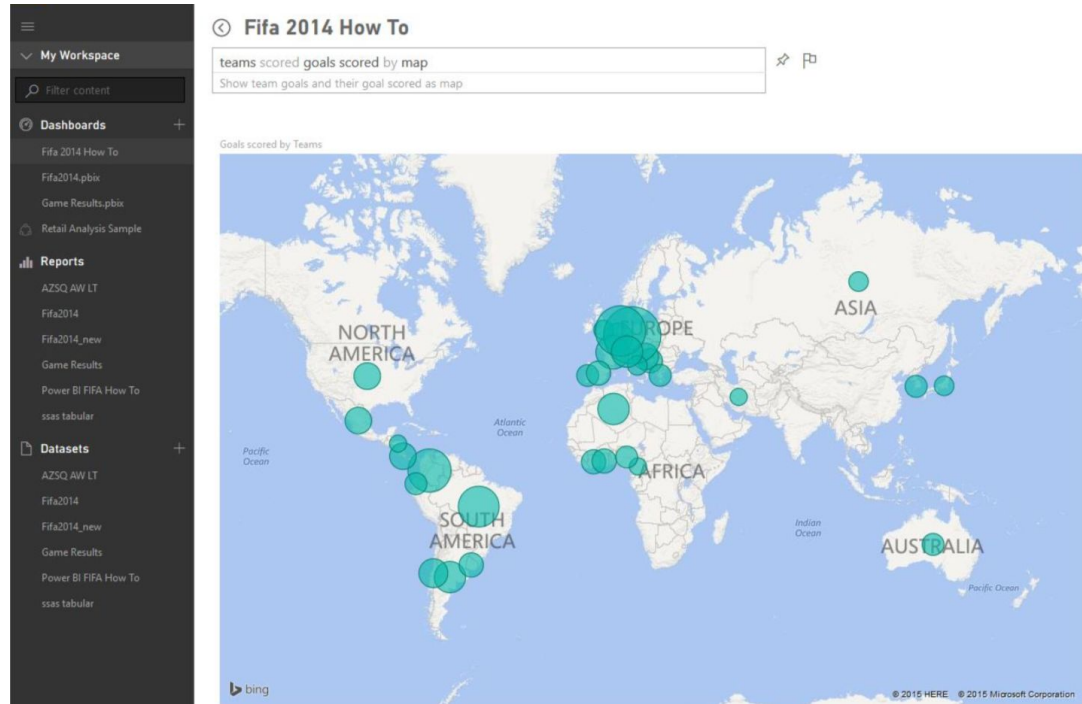 My Workspace
Filter content
Dashboards
Fifa 2014 How To
Fifa2014.pbix
Game Results.pbix
Retail Analysis Sample
Reports
AZSQ AW LT
Fifa2014
Fifa2014_new
Game Results
Power BI FIFA How To
ssas tabular
Datasets
AZSQ AW LT
Fifa2014
Fifa2014_new
Game Results
Power BI FIFA How To
ssas tabular
Fifa 2014 How To
teams scored goals scored by map
Show team goals and their goal scored as map
Goals scored by Teams
NORTH
AMERICA
EUROPE
ASIA
Atlantic
Ocean
Pacific
Ocean
AFRICA
SOUTH
AMERICA
Indian
Ocean
AUSTRALIA
Pacific Ocean
bing
© 2015 HERE © 2015 Microsoft Corporation